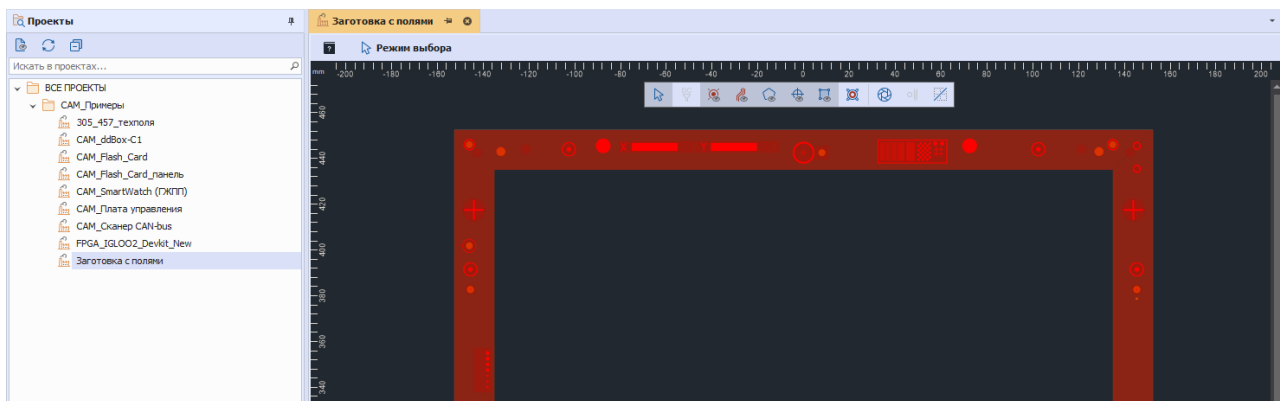 Проекты
Заготовка с полями
Режим выбора
Искать в проектах...
mm -200 -180 -160 -140 -120 -100 -80 -60 -40 -20 0 20 40 60 80 100 120 140 160 180 200
ВСЕ ПРОЕКТЫ
CAM_Примеры
305_457_техполя
CAM_ddBox-C1
CAM_Flash_Card
CAM_Flash_Card_панель
CAM_SmartWatch (ГЖПП)
CAM_Плата управления
CAM_Сканер CAN-bus
FPGA_IGLOO2_Devkit_New
Заготовка с полями
460
440
420
400
380
360
340